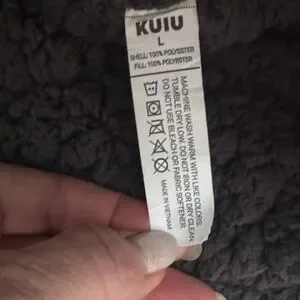 KUIU
L
SHELL: 100% POLYESTER
FILL: 100% POLYESTER
MACHINE WASH WARM WITH LIKE COLORS.
TUMBLE DRY LOW. DO NOT IRON OR DRY CLEAN.
DO NOT USE BLEACH OR FABRIC SOFTENER.
MADE IN VIETNAM